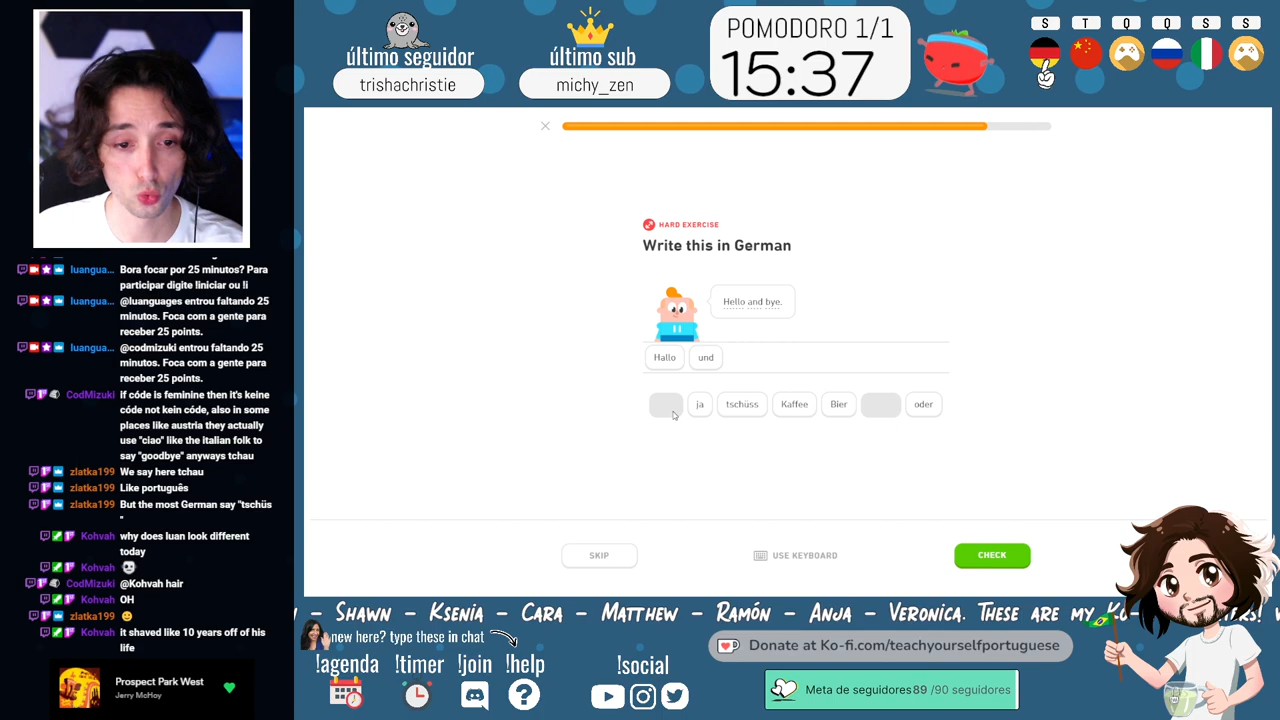 último seguidor
trishachristie
último sub
michy_zen
POMODORO 1/1
15:37
S T Q Q S S
HARD EXERCISE
Write this in German
Hello and bye.
Hallo und
ja tschüss Kaffee Bier oder
SKIP
USE KEYBOARD
CHECK
luangua... Bora focar por 25 minutos? Para
participar digite !iniciar ou !i
luangua... @luanguages entrou faltando 25
minutos. Foca com a gente para
receber 25 points.
luangua... @codmizuki entrou faltando 25
minutos. Foca com a gente para
receber 25 points.
CodMizuki if códe is feminine then it's keine
códe not kein códe, also in some
places like austria they actually
use "ciao" like the italian folk to
say "goodbye" anyways tchau
zlatka199 We say here tchau
zlatka199 Like português
zlatka199 But the most German say "tschüs
"
Kohvah why does luan look different
today
Kohvah
CodMizuki @Kohvah hair
Kohvah OH
zlatka199
Kohvah it shaved like 10 years off of his
life
Prospect Park West
Jerry McHoy
– Shawn – Ksenia – Cara – Matthew – Ramón – Anja – Veronica. These are my Ko-
new here? type these in chat
!agenda !timer !join !help !social
Donate at Ko-fi.com/teachyourselfportuguese
Meta de seguidores 89 /90 seguidores